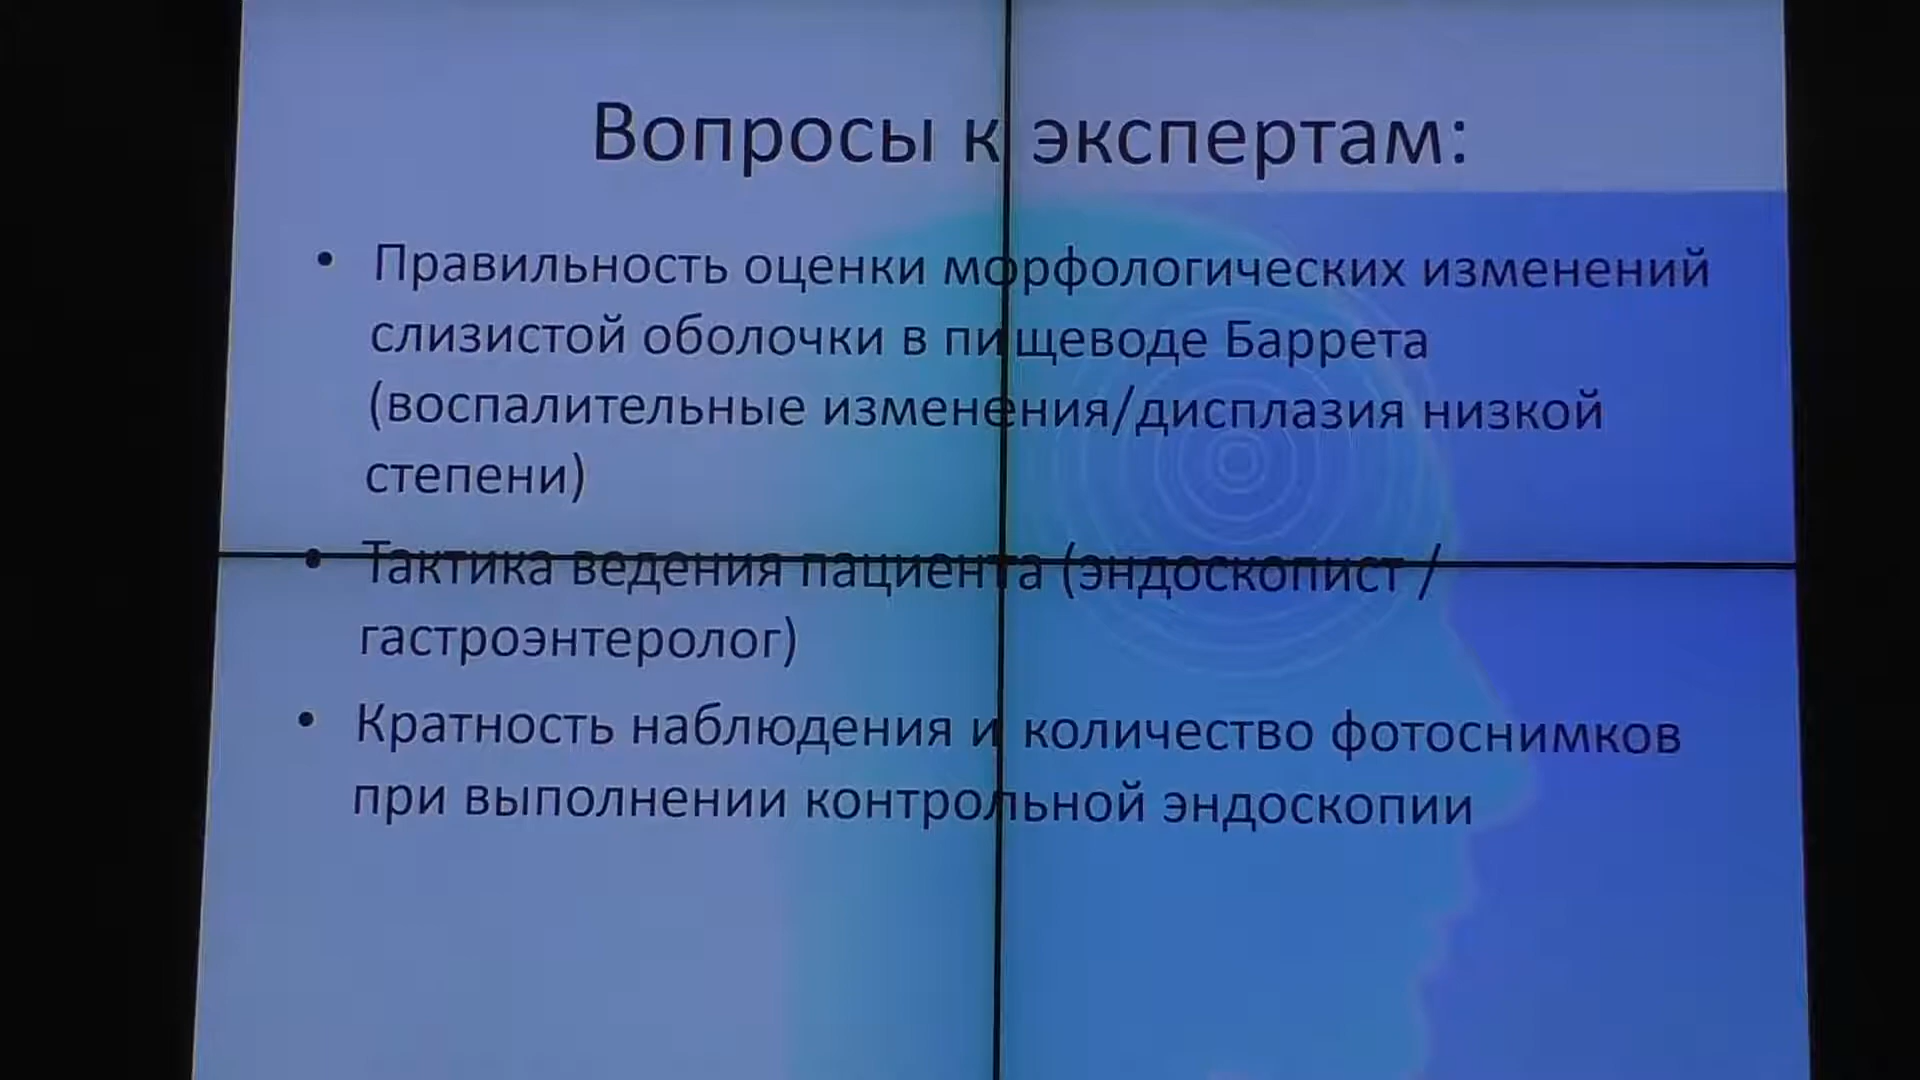 Вопросы к экспертам:
• Правильность оценки морфологических изменений
слизистой оболочки в пищеводе Баррета
(воспалительные изменения/дисплазия низкой
степени)
• Тактика ведения пациента (эндоскопист /
гастроэнтеролог)
• Кратность наблюдения и количество фотоснимков
при выполнении контрольной эндоскопии